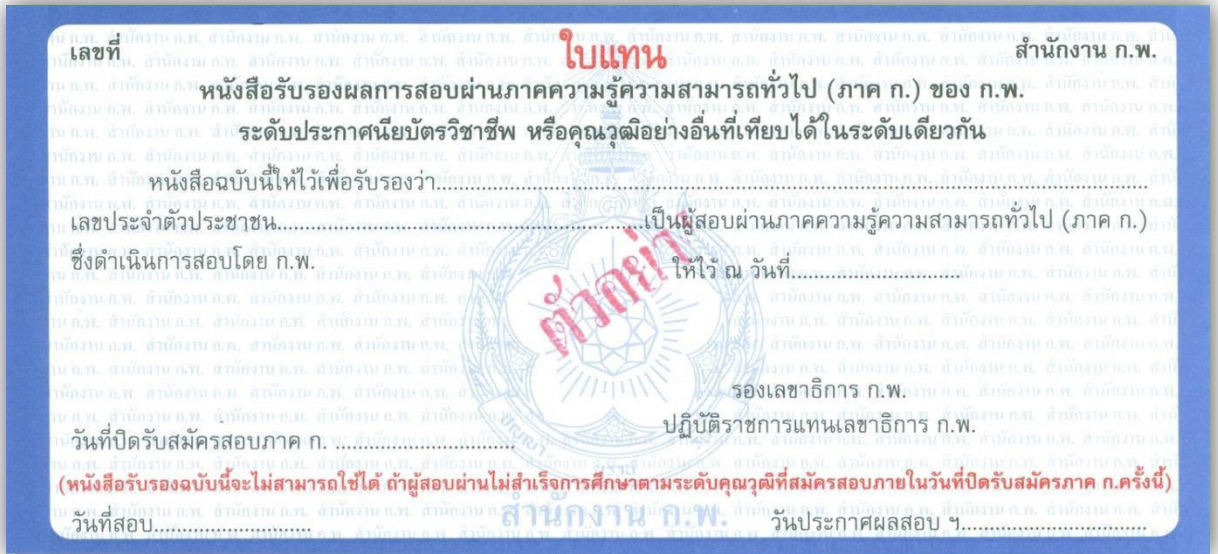 เลขที่ ใบแทน สำนักงาน ก.พ.
หนังสือรับรองผลการสอบผ่านภาคความรู้ความสามารถทั่วไป (ภาค ก.) ของ ก.พ.
ระดับประกาศนียบัตรวิชาชีพ หรือคุณวุฒิอย่างอื่นที่เทียบได้ในระดับเดียวกัน
หนังสือฉบับนี้ให้ไว้เพื่อรับรองว่า
เลขประจำตัวประชาชน เป็นผู้สอบผ่านภาคความรู้ความสามารถทั่วไป (ภาค ก.)
ซึ่งดำเนินการสอบโดย ก.พ. ให้ไว้ ณ วันที่
ตัวอย่าง
รองเลขาธิการ ก.พ.
ปฏิบัติราชการแทนเลขาธิการ ก.พ.
วันที่ปิดรับสมัครสอบภาค ก.
(หนังสือรับรองฉบับนี้จะไม่สามารถใช้ได้ ถ้าผู้สอบผ่านไม่สำเร็จการศึกษาตามระดับคุณวุฒิที่สมัครสอบภายในวันที่ปิดรับสมัครภาค ก.ครั้งนี้)
สำนักงาน ก.พ.
วันที่สอบ วันประกาศผลสอบ ฯ